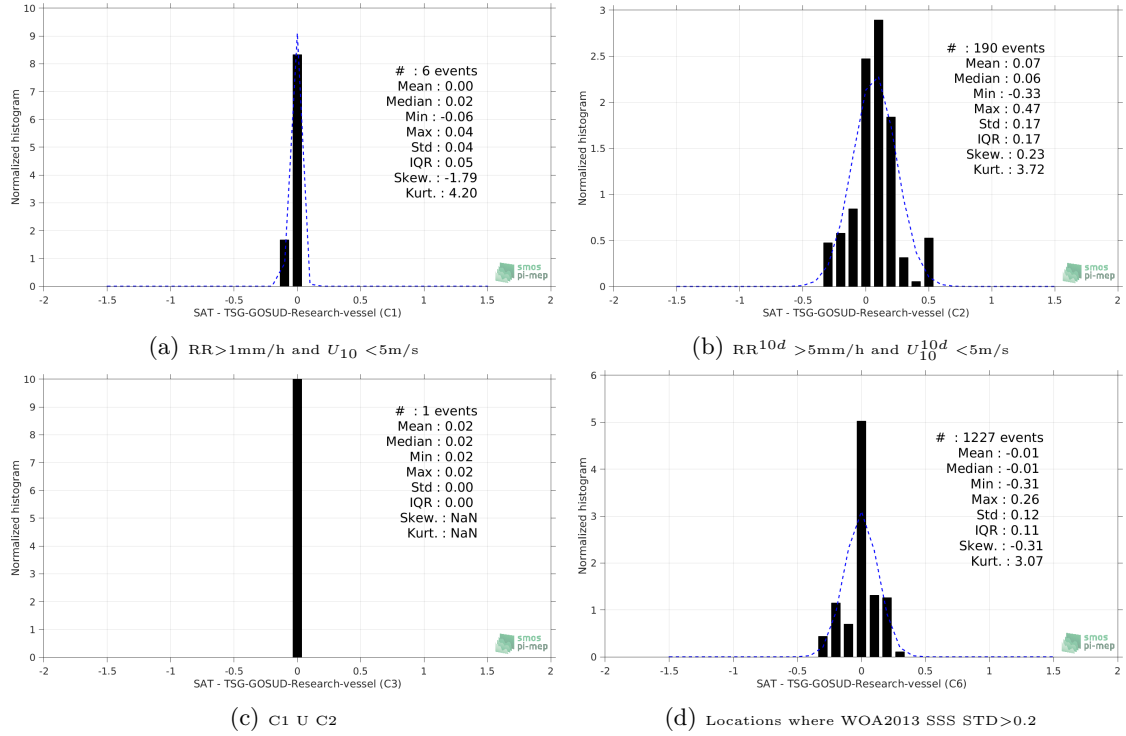 10
9
8
7
6
5
4
3
2
1
0
Normalized histogram
# : 6 events
Mean : 0.00
Median : 0.02
Min : -0.06
Max : 0.04
Std : 0.04
IQR : 0.05
Skew. : -1.79
Kurt. : 4.20
smos
pi-mep
-2 -1.5 -1 -0.5 0 0.5 1 1.5 2
SAT - TSG-GOSUD-Research-vessel (C1)
(a) RR>1mm/h and U10 <5m/s
3
2.5
2
1.5
1
0.5
0
Normalized histogram
# : 190 events
Mean : 0.07
Median : 0.06
Min : -0.33
Max : 0.47
Std : 0.17
IQR : 0.17
Skew. : 0.23
Kurt. : 3.72
smos
pi-mep
-2 -1.5 -1 -0.5 0 0.5 1 1.5 2
SAT - TSG-GOSUD-Research-vessel (C2)
(b) RR^10d >5mm/h and U_10^10d <5m/s
10
9
8
7
6
5
4
3
2
1
0
Normalized histogram
# : 1 events
Mean : 0.02
Median : 0.02
Min : 0.02
Max : 0.02
Std : 0.00
IQR : 0.00
Skew. : NaN
Kurt. : NaN
smos
pi-mep
-2 -1.5 -1 -0.5 0 0.5 1 1.5 2
SAT - TSG-GOSUD-Research-vessel (C3)
(c) C1 U C2
6
5
4
3
2
1
0
Normalized histogram
# : 1227 events
Mean : -0.01
Median : -0.01
Min : -0.31
Max : 0.26
Std : 0.12
IQR : 0.11
Skew. : -0.31
Kurt. : 3.07
smos
pi-mep
-2 -1.5 -1 -0.5 0 0.5 1 1.5 2
SAT - TSG-GOSUD-Research-vessel (C6)
(d) Locations where WOA2013 SSS STD>0.2